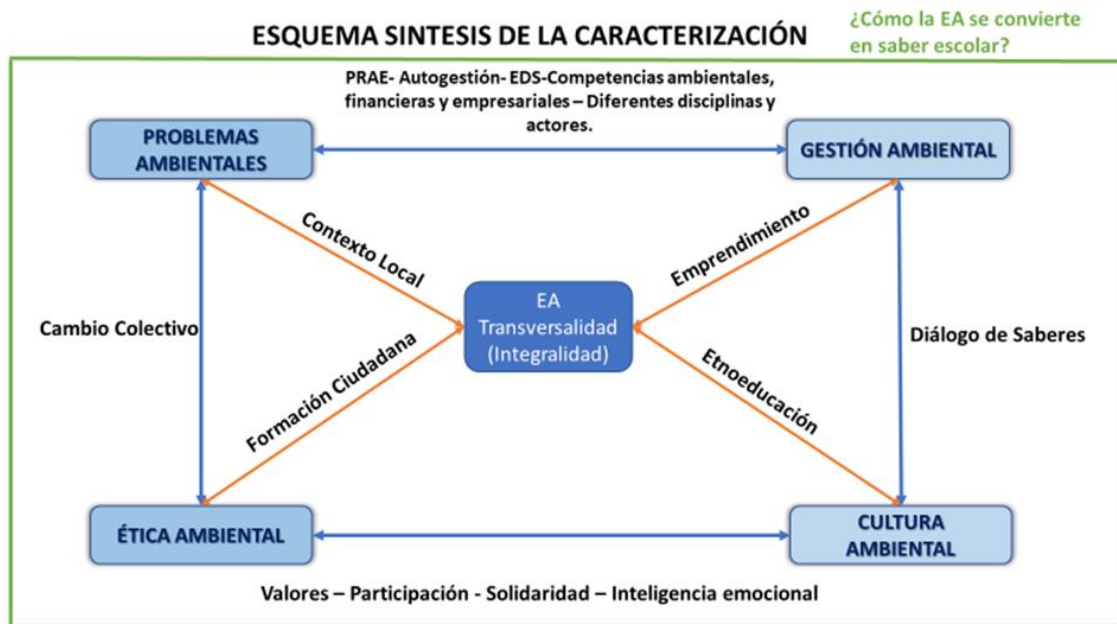 ESQUEMA SINTESIS DE LA CARACTERIZACIÓN
¿Cómo la EA se convierte
en saber escolar?
PRAE- Autogestión- EDS-Competencias ambientales,
financieras y empresariales – Diferentes disciplinas y
actores.
PROBLEMAS
AMBIENTALES
GESTIÓN AMBIENTAL
Contexto Local
Emprendimiento
EA
Transversalidad
(Integralidad)
Cambio Colectivo
Diálogo de Saberes
Formación Ciudadana
Etnoeducación
ÉTICA AMBIENTAL
CULTURA
AMBIENTAL
Valores – Participación - Solidaridad – Inteligencia emocional